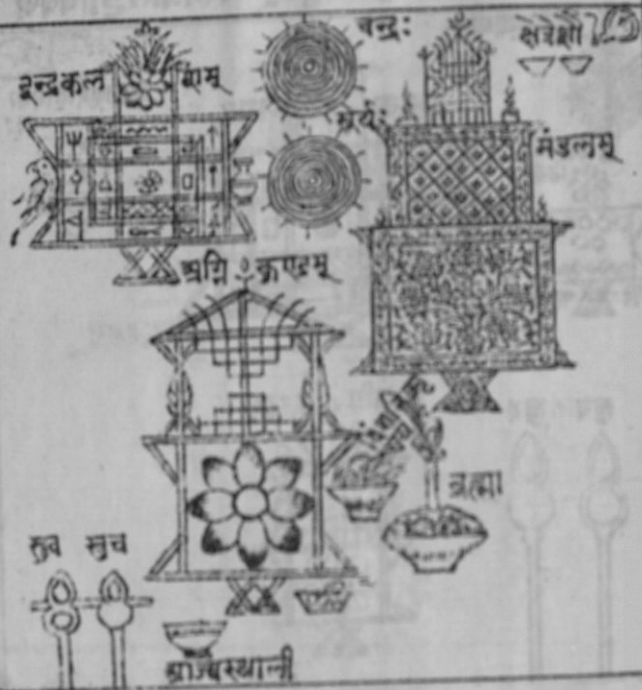 चन्द्रः
इन्द्रकलशम्
सूर्यः
मंडलम्
अग्नि कुण्डम्
ब्रह्मा
स्रुव स्रुच
आज्यस्थाली